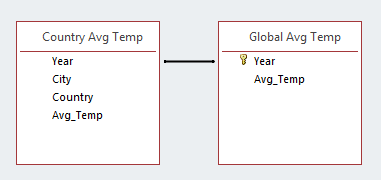 Country Avg Temp
Year
City
Country
Avg_Temp
Global Avg Temp
Year
Avg_Temp